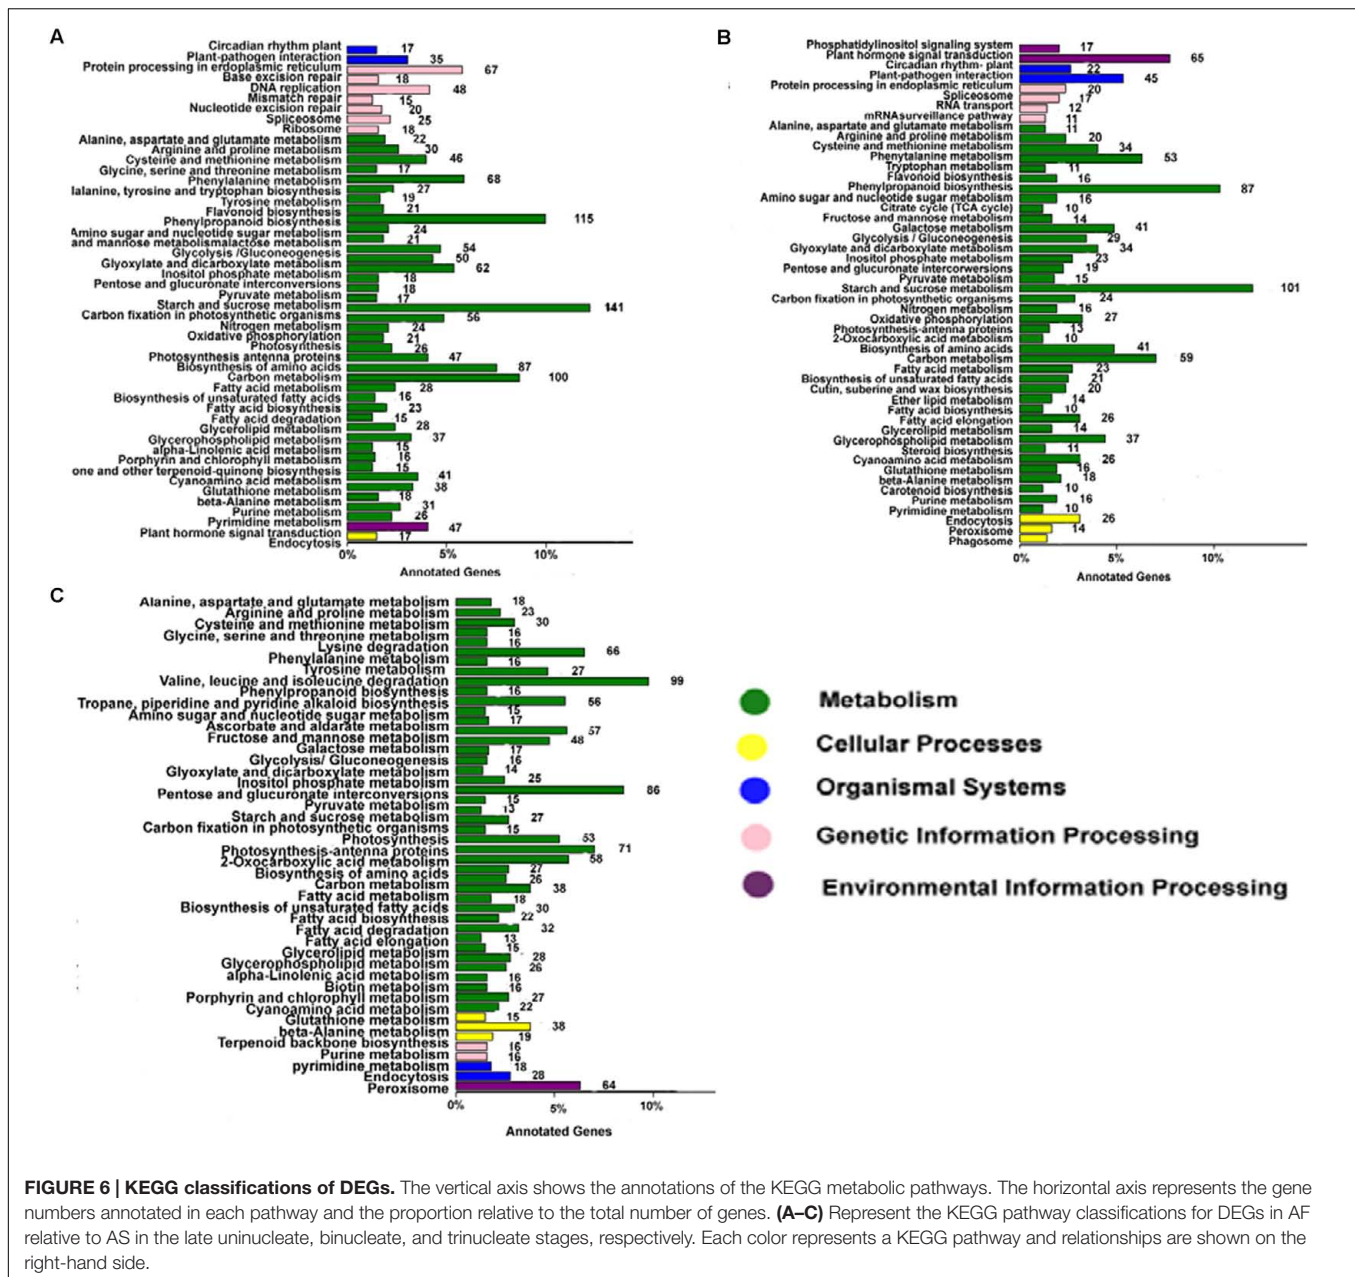 A
Circadian rhythm plant 17
Plant-pathogen interaction 35
Protein processing in endoplasmic reticulum 67
Base excision repair 18
DNA replication 48
Mismatch repair 15
Nucleotide excision repair 20
Spliceosome 25
Ribosome 18
Alanine, aspartate and glutamate metabolism 22
Arginine and proline metabolism 30
Cysteine and methionine metabolism 46
Glycine, serine and threonine metabolism 17
Phenylalanine metabolism 68
lalanine, tyrosine and tryptophan biosynthesis 27
Tyrosine metabolism 19
Flavonoid biosynthesis 21
Phenylpropanoid biosynthesis 115
Amino sugar and nucleotide sugar metabolism 24
and mannose metabolismalactose metabolism 21
Glycolysis /Gluconeogenesis 54
50
Glyoxylate and dicarboxylate metabolism 62
Inositol phosphate metabolism 18
Pentose and glucuronate interconversions 18
Pyruvate metabolism 17
Starch and sucrose metabolism 141
Carbon fixation in photosynthetic organisms 56
Nitrogen metabolism 24
Oxidative phosphorylation 21
Photosynthesis 26
Photosynthesis antenna proteins 47
Biosynthesis of amino acids 87
Carbon metabolism 100
Fatty acid metabolism 28
Biosynthesis of unsaturated fatty acids 16
Fatty acid biosynthesis 23
Fatty acid degradation 15
Glycerolipid metabolism 28
Glycerophospholipid metabolism 37
alpha-Linolenic acid metabolism 15
Porphyrin and chlorophyll metabolism 16
one and other terpenoid-quinone biosynthesis 15
Cyanoamino acid metabolism 41
Glutathione metabolism 38
18
beta-Alanine metabolism 31
Purine metabolism 26
Pyrimidine metabolism 47
Plant hormone signal transduction 17
Endocytosis
0% 5% 10%
Annotated Genes
B
Phosphatidylinositol signaling system 17
Plant hormone signal transduction 65
Circadian rhythm- plant 22
Plant-pathogen interaction 45
Protein processing in endoplasmic reticulum 20
Spliceosome 17
RNA transport 12
mRNAsurveillance pathway 11
Alanine, aspartate and glutamate metabolism 11
Arginine and proline metabolism 20
Cysteine and methionine metabolism 34
Phenytalanine metabolism 53
Tryptophan metabolism 11
Flavonoid biosynthesis 16
Phenylpropanoid biosynthesis 87
Amino sugar and nucleotide sugar metabolism 16
Citrate cycle (TCA cycle) 10
Fructose and mannose metabolism 14
Galactose metabolism 41
Glycolysis / Gluconeogenesis 29
Glyoxylate and dicarboxylate metabolism 34
Inositol phosphate metabolism 23
Pentose and glucuronate intercorwersions 19
Pyruvate metabolism 15
Starch and sucrose metabolism 101
Carbon fixation in photosynthetic organisms 24
Nitrogen metabolism 16
Oxidative phosphorylation 27
Photosynthesis-antenna proteins 13
2-Oxocarboxylic acid metabolism 10
Biosynthesis of amino acids 41
Carbon metabolism 59
Fatty acid metabolism 23
Biosynthesis of unsaturated fatty acids 21
Cutin, suberine and wax biosynthesis 20
Ether lipid metabolism 14
Fatty acid biosynthesis 10
Fatty acid elongation 26
Glycerolipid metabolism 14
Glycerophospholipid metabolism 37
Steroid biosynthesis 11
Cyanoamino acid metabolism 26
Glutathione metabolism 16
beta-Alanine metabolism 18
Carotenoid biosynthesis 10
Purine metabolism 16
Pyrimidine metabolism 10
Endocytosis 26
Peroxisome 14
Phagosome
0% 5% 10%
Annotated Genes
C
Alanine, aspartate and glutamate metabolism 18
Arginine and proline metabolism 23
Cysteine and methionine metabolism 30
Glycine, serine and threonine metabolism 16
Lysine degradation 16
66
Phenylalanine metabolism 16
Tyrosine metabolism 27
Valine, leucine and isoleucine degradation 99
Phenylpropanoid biosynthesis 16
Tropane, piperidine and pyridine alkaloid biosynthesis 56
Amino sugar and nucleotide sugar metabolism 15
17
Ascorbate and aldarate metabolism 57
Fructose and mannose metabolism 48
Galactose metabolism 17
Glycolysis/ Gluconeogenesis 16
Glyoxylate and dicarboxylate metabolism 14
Inositol phosphate metabolism 25
Pentose and glucuronate interconversions 86
Pyruvate metabolism 15
13
Starch and sucrose metabolism 27
Carbon fixation in photosynthetic organisms 15
Photosynthesis 53
Photosynthesis-antenna proteins 71
2-Oxocarboxylic acid metabolism 58
Biosynthesis of amino acids 27
26
Carbon metabolism 38
Fatty acid metabolism 18
Biosynthesis of unsaturated fatty acids 30
Fatty acid biosynthesis 22
Fatty acid degradation 32
Fatty acid elongation 13
15
Glycerolipid metabolism 28
Glycerophospholipid metabolism 26
alpha-Linolenic acid metabolism 16
Biotin metabolism 16
Porphyrin and chlorophyll metabolism 27
Cyanoamino acid metabolism 22
Glutathione metabolism 15
beta-Alanine metabolism 38
19
Terpenoid backbone biosynthesis 16
Purine metabolism 16
pyrimidine metabolism 18
Endocytosis 28
Peroxisome 64
0% 5% 10%
Annotated Genes
Metabolism
Cellular Processes
Organismal Systems
Genetic Information Processing
Environmental Information Processing
FIGURE 6 | KEGG classifications of DEGs. The vertical axis shows the annotations of the KEGG metabolic pathways. The horizontal axis represents the gene
numbers annotated in each pathway and the proportion relative to the total number of genes. (A–C) Represent the KEGG pathway classifications for DEGs in AF
relative to AS in the late uninucleate, binucleate, and trinucleate stages, respectively. Each color represents a KEGG pathway and relationships are shown on the
right-hand side.